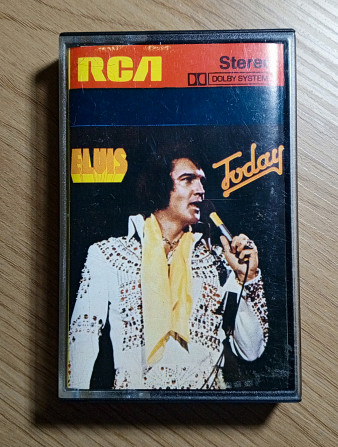 RCA
Stereo
DOLBY SYSTEM
ELVIS
Today